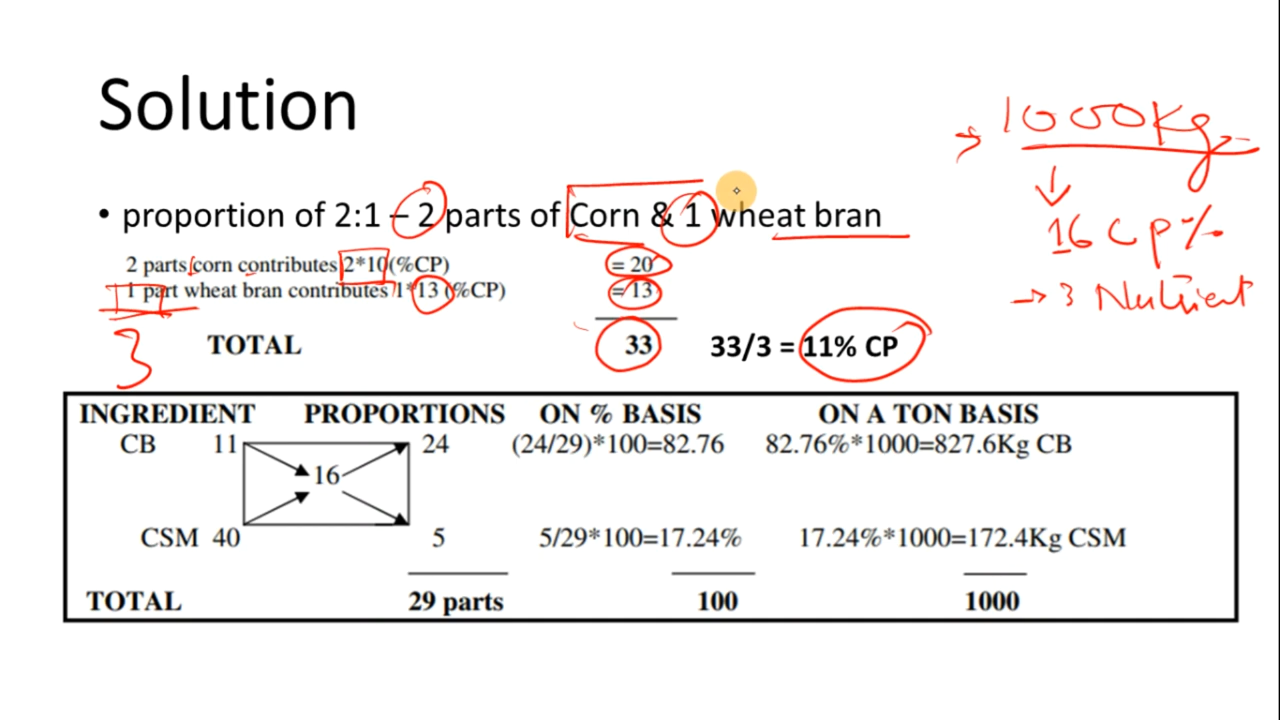 Solution
1000Kg
16 CP%
→ 3 Nutrient
• proportion of 2:1 – 2 parts of Corn & 1 wheat bran
2 parts corn contributes 2*10(%CP) = 20
1 part wheat bran contributes 1*13 (%CP) = 13
3
TOTAL 33 33/3 = 11% CP
INGREDIENT PROPORTIONS ON % BASIS ON A TON BASIS
CB 11 24 (24/29)*100=82.76 82.76%*1000=827.6Kg CB
16
CSM 40 5 5/29*100=17.24% 17.24%*1000=172.4Kg CSM
TOTAL 29 parts 100 1000